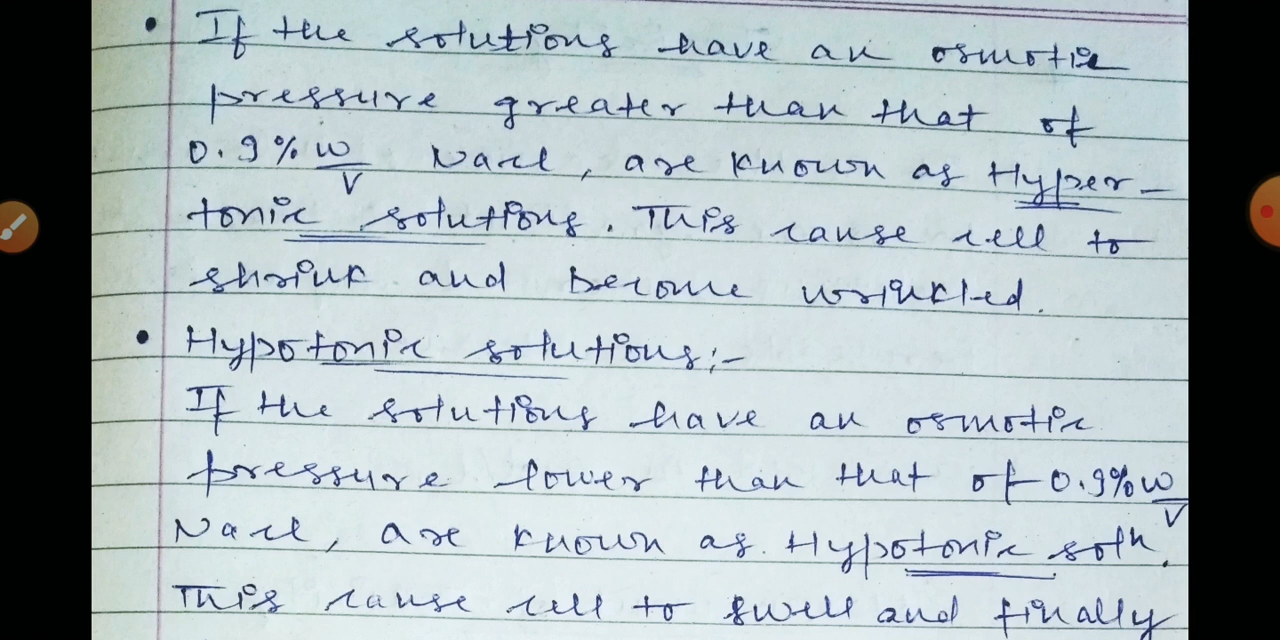 • If the solutions have an osmotic
pressure greater than that of
0.9% w/v Nacl, are known as Hyper-
tonic solutions. This cause cell to
shrink and become wrinkled.
• Hypotonic solutions:-
If the solutions have an osmotic
pressure lower than that of 0.9% w/v
Nacl, are known as Hypotonic soln.
This cause cell to swell and finally